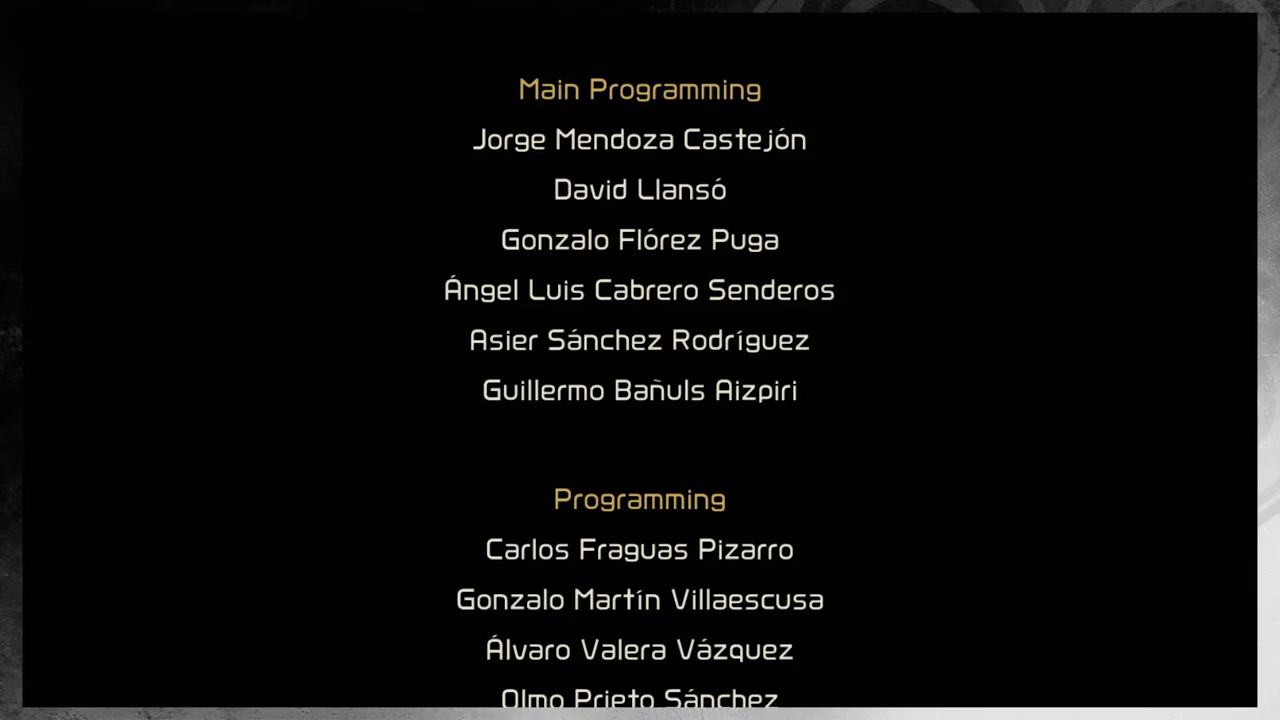 Main Programming
Jorge Mendoza Castejón
David Llansó
Gonzalo Flórez Puga
Ángel Luis Cabrero Senderos
Asier Sánchez Rodríguez
Guillermo Bañuls Aizpiri
Programming
Carlos Fraguas Pizarro
Gonzalo Martín Villaescusa
Álvaro Valera Vázquez
Olmo Prieto Sánchez